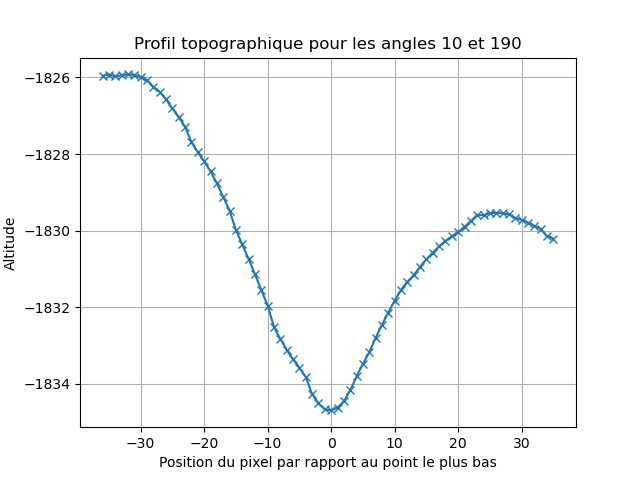 Profil topographique pour les angles 10 et 190
−1826
−1828
−1830
−1832
−1834
Altitude
−30 −20 −10 0 10 20 30
Position du pixel par rapport au point le plus bas